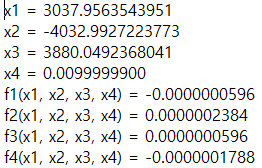 x1 = 3037.9563543951
x2 = -4032.9927223773
x3 = 3880.0492368041
x4 = 0.0099999900
f1(x1, x2, x3, x4) = -0.0000000596
f2(x1, x2, x3, x4) = 0.0000002384
f3(x1, x2, x3, x4) = 0.0000000596
f4(x1, x2, x3, x4) = -0.0000001788